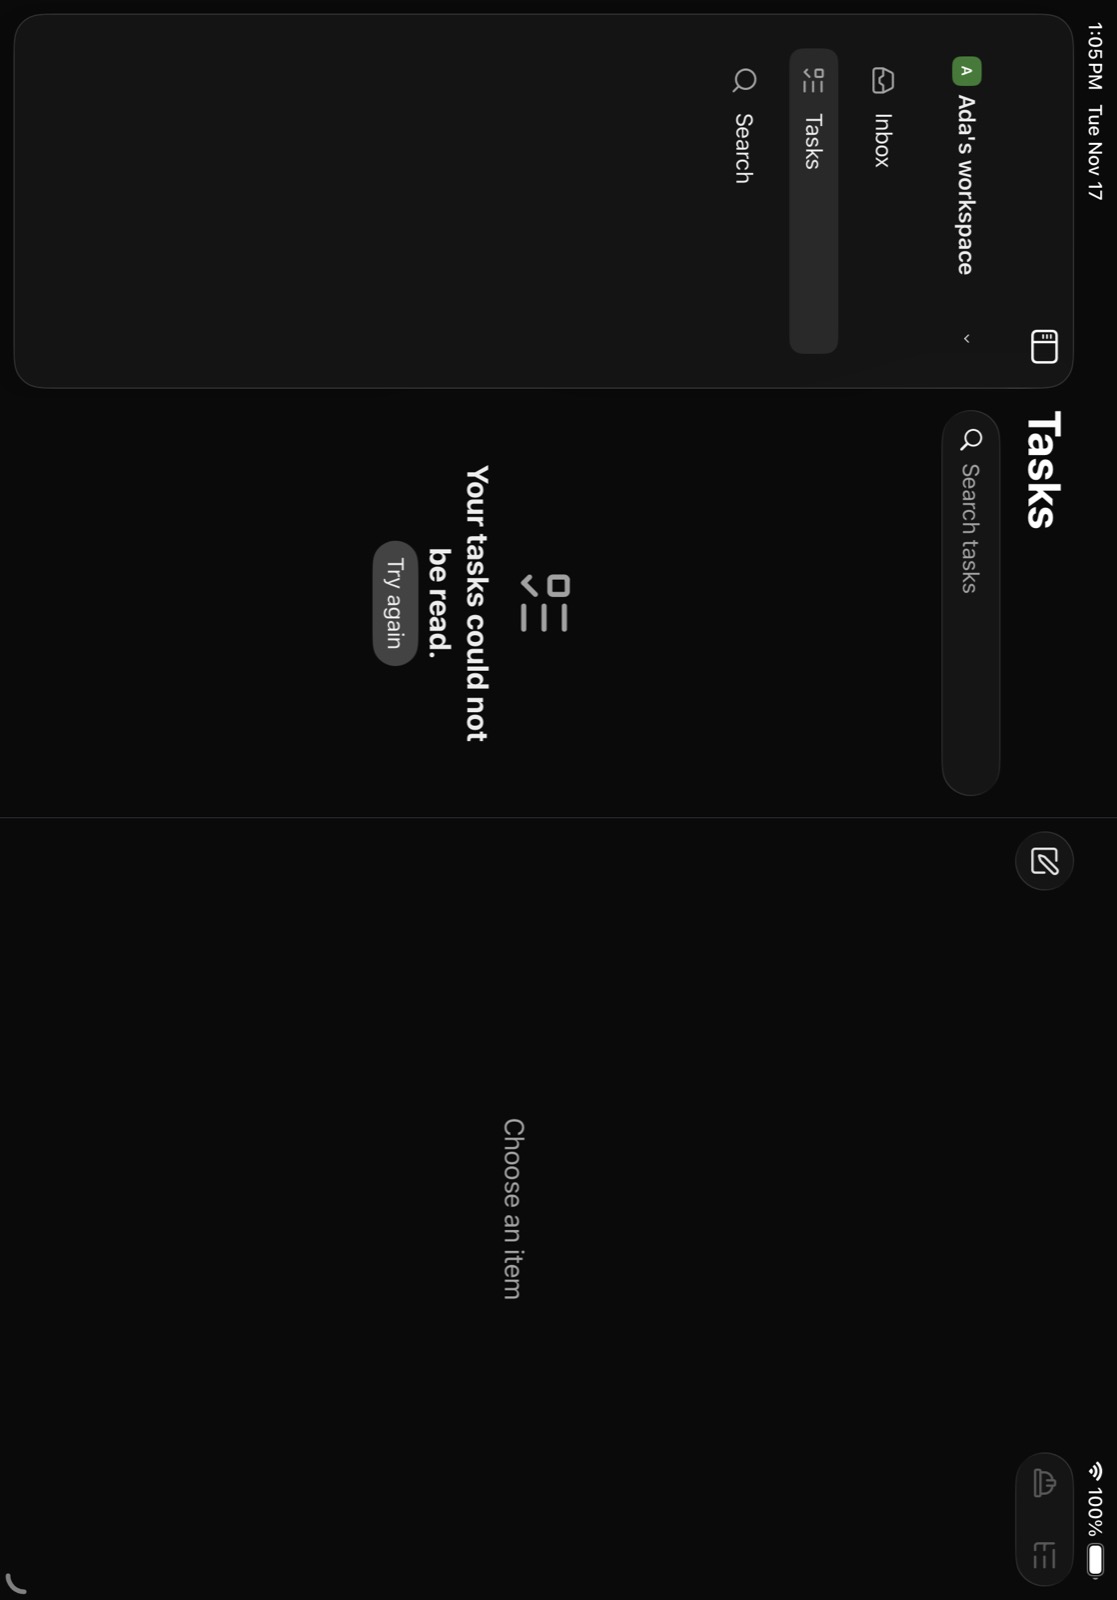 1:05 PM Tue Nov 17
100%
A Ada's workspace
Inbox
Tasks
Search
Tasks
Search tasks
Your tasks could not
be read.
Try again
Choose an item